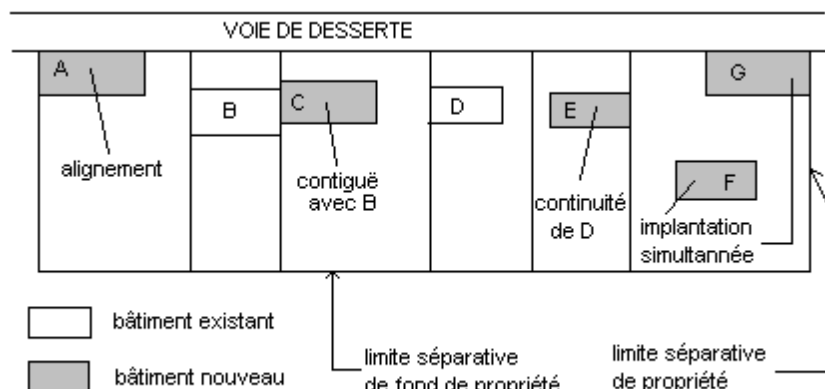 VOIE DE DESSERTE
A
B
C
D
E
G
F
alignement
contiguë
avec B
continuité
de D
implantation
simultannée
bâtiment existant
bâtiment nouveau
limite séparative
de fond de propriété
limite séparative
de propriété